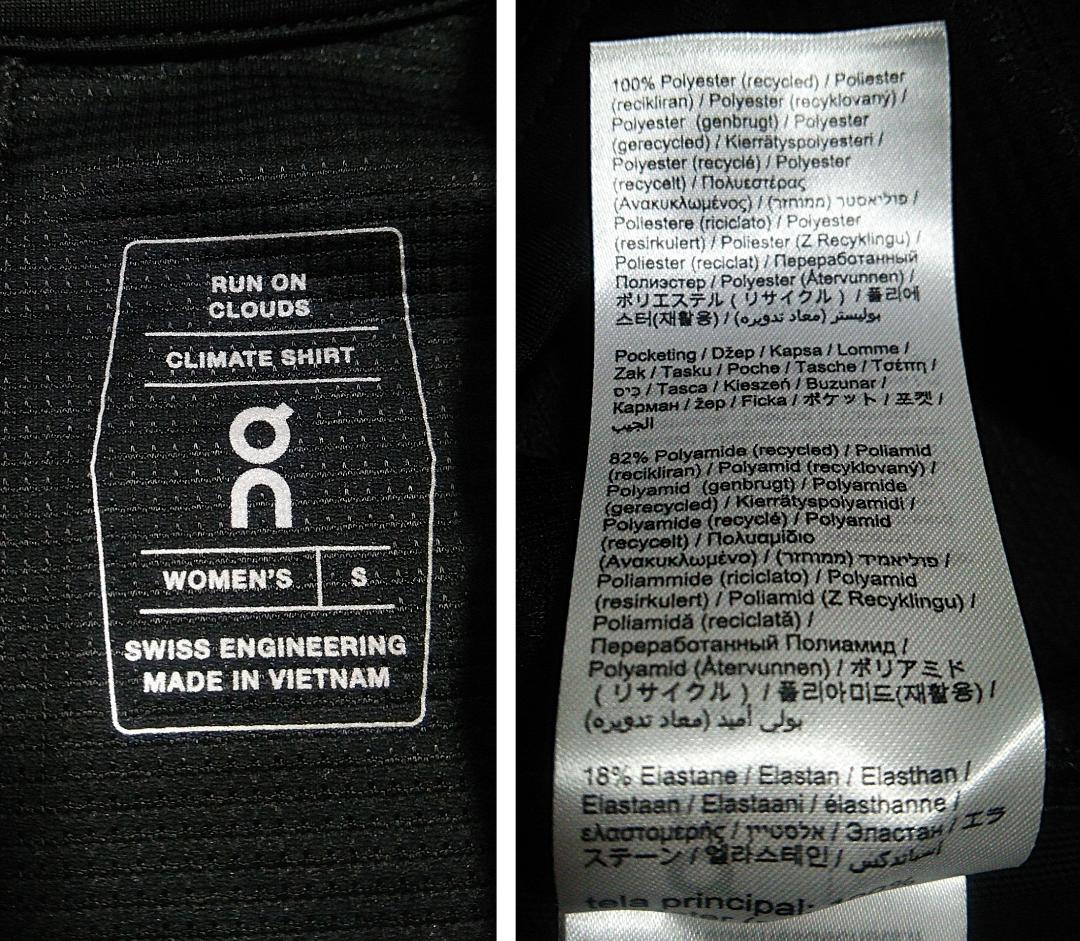 RUN ON
CLOUDS
CLIMATE SHIRT
WOMEN'S S
SWISS ENGINEERING
MADE IN VIETNAM
100% Polyester (recycled) / Poliester
(recikliran) / Polyester (recyklovaný) /
Polyester (genbrugt) / Polyester
(gerecycled) / Kierrätyspolyesteri /
Polyester (recyclé) / Polyester
(recycelt) / Πολυεστέρας
(Ανακυκλωμένος) / פוליאסטר (ממוחזר) /
Poliestere (riciclato) / Polyester
(resirkulert) / Poliester (Z Recyklingu) /
Poliester (reciclat) / Переработанный
Полиэстер / Polyester (Återvunnen) /
ポリエステル ( リサイクル ) / 폴리에
스터(재활용) / بوليستر (معاد تدويره)
Pocketing / Džep / Kapsa / Lomme /
Zak / Tasku / Poche / Tasche / Τσέπη /
כיס / Tasca / Kieszeń / Buzunar /
Карман / žep / Ficka / ポケット / 포켓 /
الجيب
82% Polyamide (recycled) / Poliamid
(recikliran) / Polyamid (recyklovaný) /
Polyamid (genbrugt) / Polyamide
(gerecycled) / Kierrätyspolyamidi /
Polyamide (recyclé) / Polyamid
(recycelt) / Πολυαμίδιο
(Ανακυκλωμένο) / פוליאמיד (ממוחזר) /
Poliammide (riciclato) / Polyamid
(resirkulert) / Poliamid (Z Recyklingu) /
Poliamidă (reciclată) /
Переработанный Полиамид /
Polyamid (Återvunnen) / ポリアミド
( リサイクル ) / 폴리아미드(재활용) /
بولي أميد (معاد تدويره)
18% Elastane / Elastan / Elasthan /
Elastaan / Elastaani / élasthanne /
ελαστομερής / אלסטיין / Эластан / エラ
ステーン / 엘라스테인 /
tela principal: